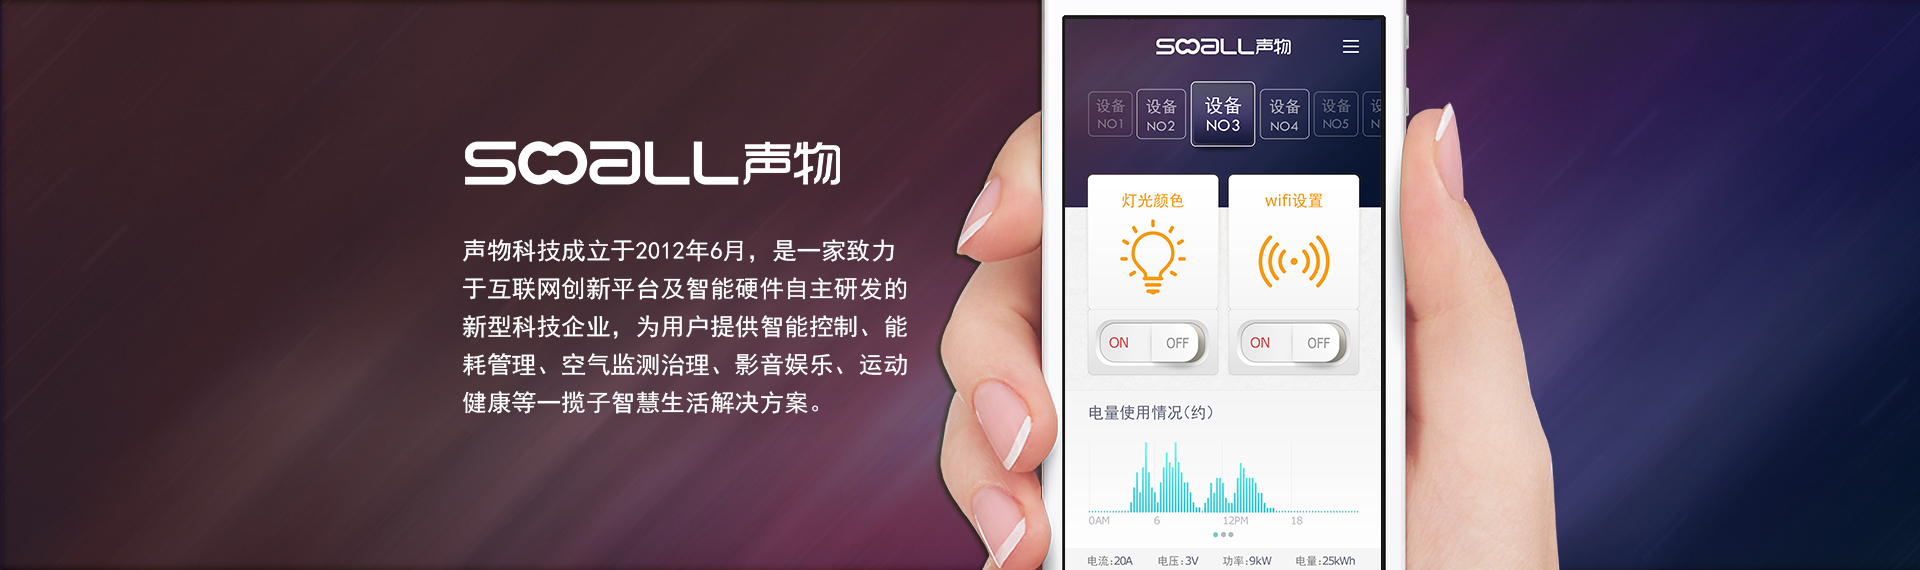 SMALL声物
声物科技成立于2012年6月，是一家致力
于互联网创新平台及智能硬件自主研发的
新型科技企业，为用户提供智能控制、能
耗管理、空气监测治理、影音娱乐、运动
健康等一揽子智慧生活解决方案。
SMALL声物
设备 NO1
设备 NO2
设备 NO3
设备 NO4
设备 NO5
灯光颜色
wifi设置
ON OFF
ON OFF
电量使用情况(约)
0AM 6 12PM 18
电流:20A 电压:3V 功率:9kW 电量:25kWh